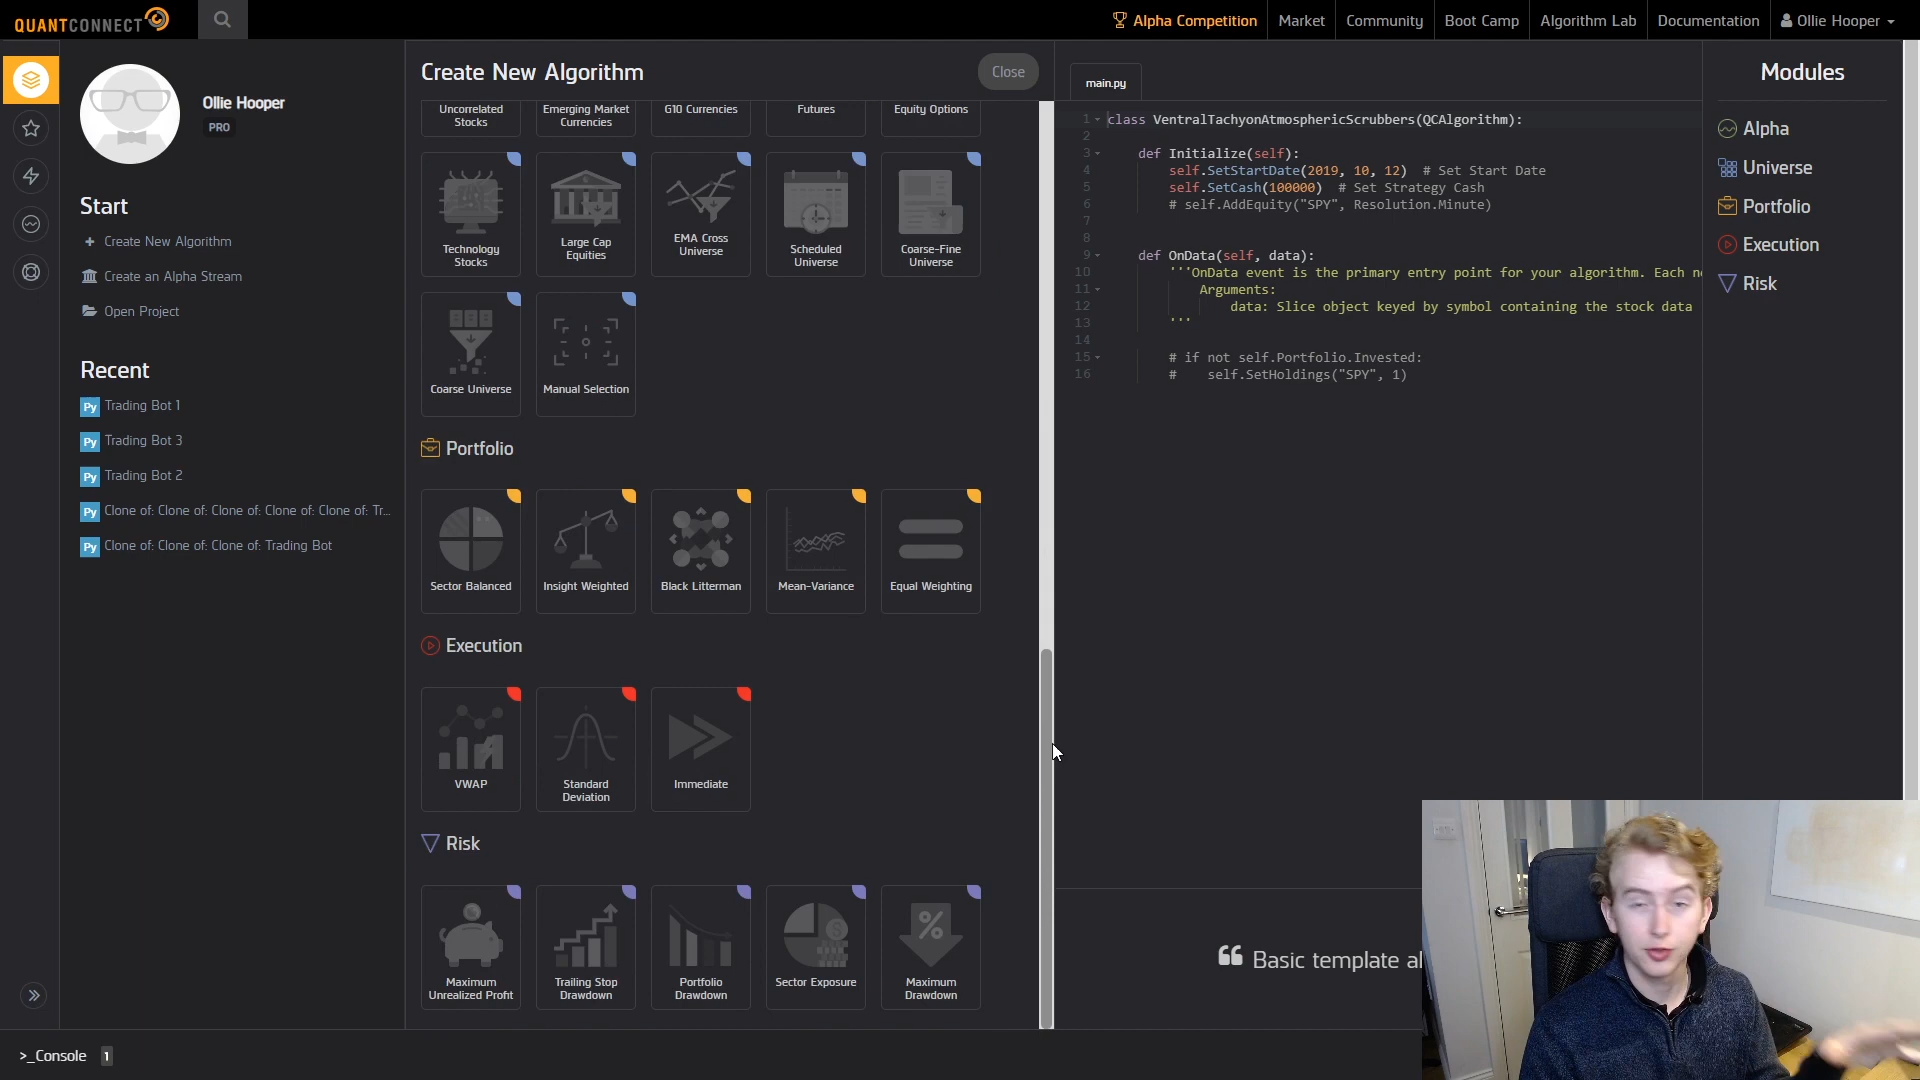 QUANTCONNECT
Alpha Competition
Market
Community
Boot Camp
Algorithm Lab
Documentation
Ollie Hooper
Ollie Hooper
PRO
Start
+ Create New Algorithm
Create an Alpha Stream
Open Project
Recent
Py Trading Bot 1
Py Trading Bot 3
Py Trading Bot 2
Py Clone of: Clone of: Clone of: Clone of: Clone of: Tr...
Py Clone of: Clone of: Clone of: Trading Bot
>_Console 1
Create New Algorithm
Close
Uncorrelated
Stocks
Emerging Market
Currencies
G10 Currencies
Futures
Equity Options
Technology
Stocks
Large Cap
Equities
EMA Cross
Universe
Scheduled
Universe
Coarse-Fine
Universe
Coarse Universe
Manual Selection
Portfolio
Sector Balanced
Insight Weighted
Black Litterman
Mean-Variance
Equal Weighting
Execution
VWAP
Standard
Deviation
Immediate
Risk
Maximum
Unrealized Profit
Trailing Stop
Drawdown
Portfolio
Drawdown
Sector Exposure
%
Maximum
Drawdown
main.py
1 class VentralTachyonAtmosphericScrubbers(QCAlgorithm):
2
3 def Initialize(self):
4 self.SetStartDate(2019, 10, 12) # Set Start Date
5 self.SetCash(100000) # Set Strategy Cash
6 # self.AddEquity("SPY", Resolution.Minute)
7
8
9 def OnData(self, data):
10 '''OnData event is the primary entry point for your algorithm. Each ne
11 Arguments:
12 data: Slice object keyed by symbol containing the stock data
13 '''
14
15 # if not self.Portfolio.Invested:
16 # self.SetHoldings("SPY", 1)
“ Basic template al
Modules
Alpha
Universe
Portfolio
Execution
Risk